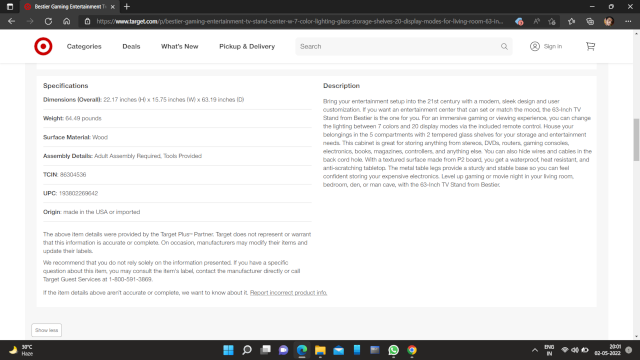 Bestier Gaming Entertainment T
https://www.target.com/p/bestier-gaming-entertainment-tv-stand-center-w-7-color-lighting-glass-storage-shelves-20-display-modes-for-living-room-63-in...
Categories
Deals
What's New
Pickup & Delivery
Search
Sign in
Specifications
Dimensions (Overall): 22.17 inches (H) x 15.75 inches (W) x 63.19 inches (D)
Weight: 64.49 pounds
Surface Material: Wood
Assembly Details: Adult Assembly Required, Tools Provided
TCIN: 86304536
UPC: 193802269642
Origin: made in the USA or imported
The above item details were provided by the Target Plus™ Partner. Target does not represent or warrant
that this information is accurate or complete. On occasion, manufacturers may modify their items and
update their labels.
We recommend that you do not rely solely on the information presented. If you have a specific
question about this item, you may consult the item's label, contact the manufacturer directly or call
Target Guest Services at 1-800-591-3869.
If the item details above aren't accurate or complete, we want to know about it. Report incorrect product info.
Description
Bring your entertainment setup into the 21st century with a modern, sleek design and user
customization. If you want an entertainment center that can set or match the mood, the 63-Inch TV
Stand from Bestier is the one for you. For an immersive gaming or viewing experience, you can change
the lighting between 7 colors and 20 display modes via the included remote control. House your
belongings in the 5 compartments with 2 tempered glass shelves for your storage and entertainment
needs. This cabinet is great for storing anything from stereos, DVDs, routers, gaming consoles,
electronics, books, magazines, controllers, and anything else. You can also hide wires and cables in the
back cord hole. With a textured surface made from P2 board, you get a waterproof, heat resistant, and
anti-scratching tabletop. The metal table legs provide a sturdy and stable base so you can feel
confident storing your expensive electronics. Level up gaming or movie night in your living room,
bedroom, den, or man cave, with the 63-Inch TV Stand from Bestier.
Show less
30°C
Haze
ENG
IN
20:01
02-05-2022